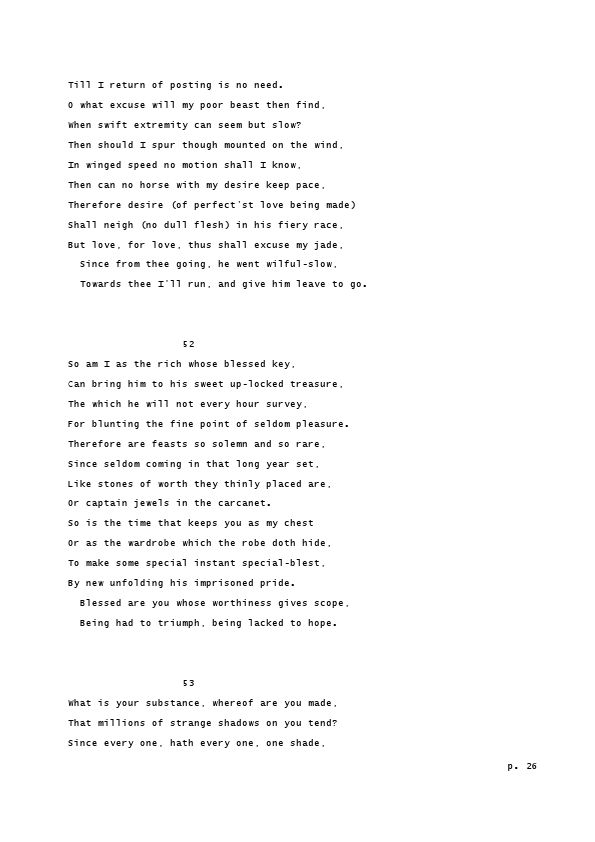 Till I return of posting is no need.
O what excuse will my poor beast then find,
When swift extremity can seem but slow?
Then should I spur though mounted on the wind,
In winged speed no motion shall I know,
Then can no horse with my desire keep pace,
Therefore desire (of perfect'st love being made)
Shall neigh (no dull flesh) in his fiery race,
But love, for love, thus shall excuse my jade,
  Since from thee going, he went wilful-slow,
  Towards thee I'll run, and give him leave to go.
52
So am I as the rich whose blessed key,
Can bring him to his sweet up-locked treasure,
The which he will not every hour survey,
For blunting the fine point of seldom pleasure.
Therefore are feasts so solemn and so rare,
Since seldom coming in that long year set,
Like stones of worth they thinly placed are,
Or captain jewels in the carcanet.
So is the time that keeps you as my chest
Or as the wardrobe which the robe doth hide,
To make some special instant special-blest,
By new unfolding his imprisoned pride.
  Blessed are you whose worthiness gives scope,
  Being had to triumph, being lacked to hope.
53
What is your substance, whereof are you made,
That millions of strange shadows on you tend?
Since every one, hath every one, one shade,
p. 26